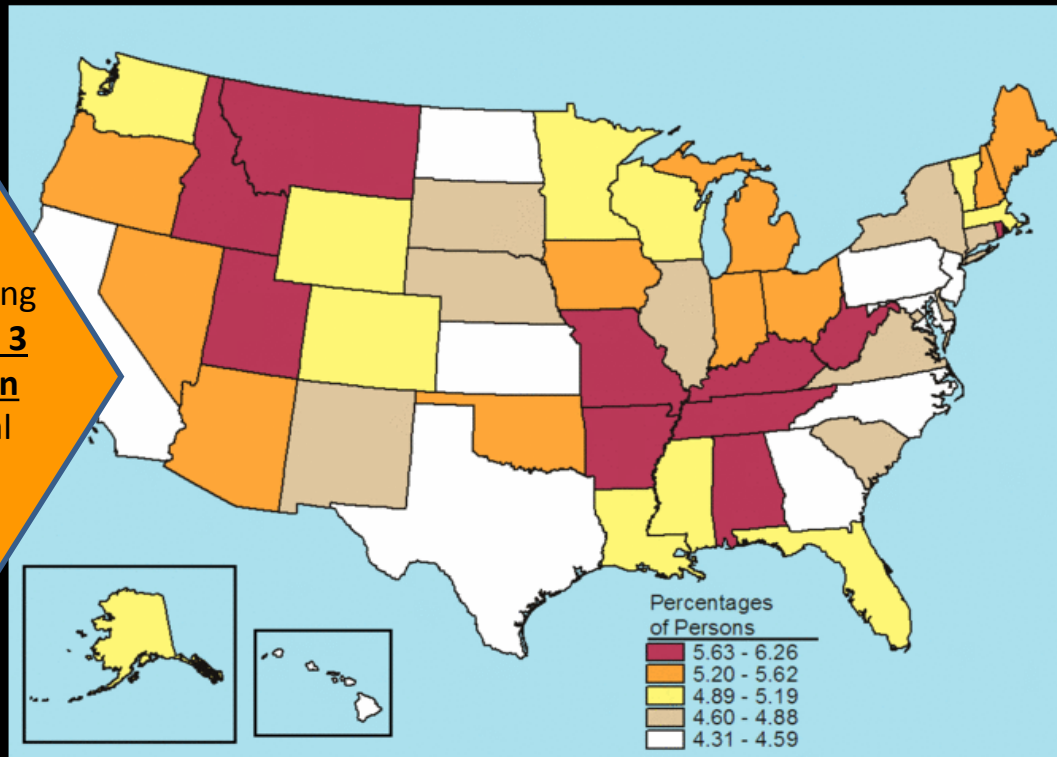 ing
3
n
al
Percentages
of Persons
5.63 - 6.26
5.20 - 5.62
4.89 - 5.19
4.60 - 4.88
4.31 - 4.59